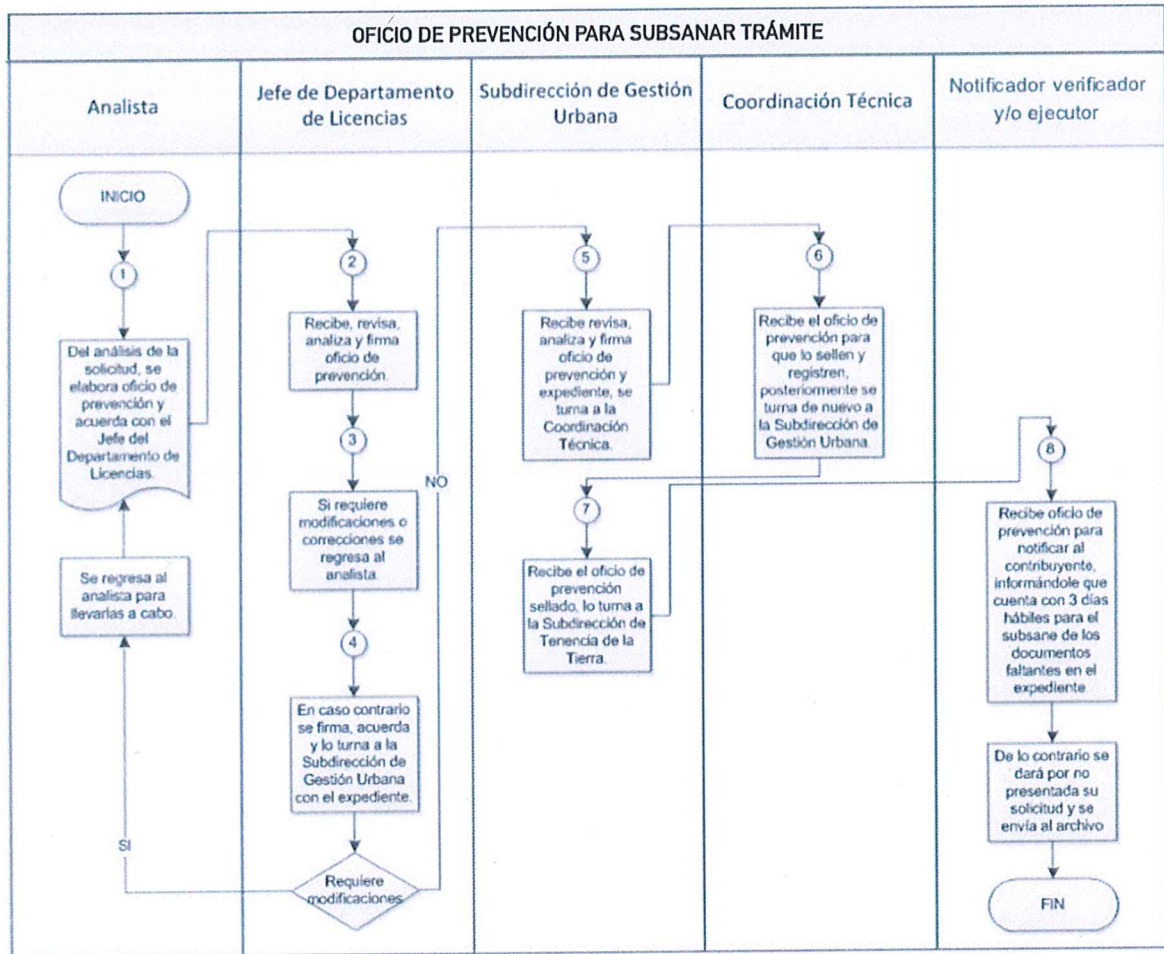 OFICIO DE PREVENCIÓN PARA SUBSANAR TRÁMITE
Analista
Jefe de Departamento
de Licencias
Subdirección de Gestión
Urbana
Coordinación Técnica
Notificador verificador
y/o ejecutor
INICIO
1
Del análisis de la
solicitud, se
elabora oficio de
prevención y
acuerda con el
Jefe del
Departamento de
Licencias.
Se regresa al
analista para
llevarlas a cabo.
SI
2
Recibe, revisa,
analiza y firma
oficio de
prevención.
3
Si requiere
modificaciones o
correcciones se
regresa al
analista.
4
En caso contrario
se firma, acuerda
y lo turna a la
Subdirección de
Gestión Urbana
con el expediente.
Requiere
modificaciones
NO
5
Recibe revisa,
analiza y firma
oficio de
prevención y
expediente, se
turna a la
Coordinación
Técnica.
6
Recibe el oficio de
prevención para
que lo sellen y
registren,
posteriormente se
turna de nuevo a
la Subdirección de
Gestión Urbana.
7
Recibe el oficio de
prevención
sellado, lo turna a
la Subdirección de
Tenencia de la
Tierra.
8
Recibe oficio de
prevención para
notificar al
contribuyente,
informándole que
cuenta con 3 días
hábiles para el
subsane de los
documentos
faltantes en el
expediente.
De lo contrario se
dará por no
presentada su
solicitud y se
envía al archivo
FIN